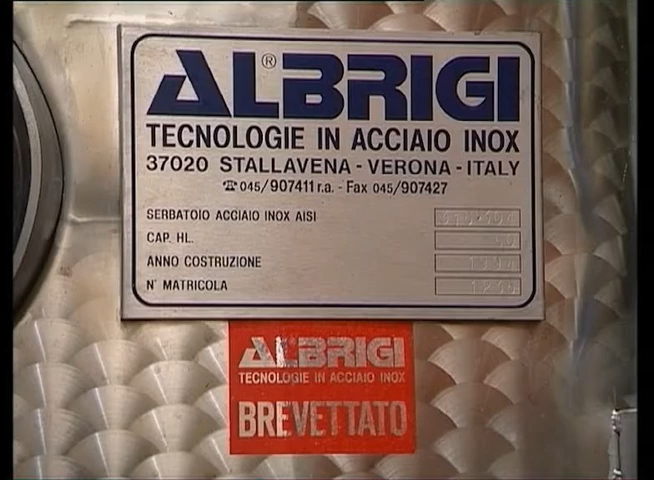 ALBRIGI®
TECNOLOGIE IN ACCIAIO INOX
37020 STALLAVENA - VERONA - ITALY
☎ 045/907411 r.a. - Fax 045/907427
SERBATOIO ACCIAIO INOX AISI
CAP. HL.
ANNO COSTRUZIONE
N° MATRICOLA
ALBRIGI
TECNOLOGIE IN ACCIAIO INOX
BREVETTATO